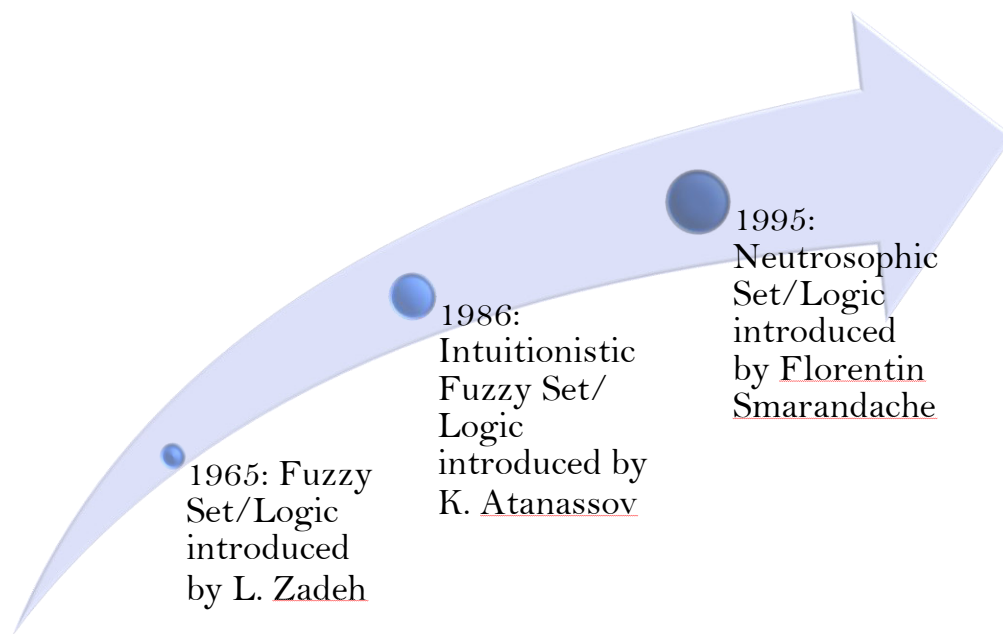 1965: Fuzzy
Set/Logic
introduced
by L. Zadeh
1986:
Intuitionistic
Fuzzy Set/
Logic
introduced by
K. Atanassov
1995:
Neutrosophic
Set/Logic
introduced
by Florentin
Smarandache